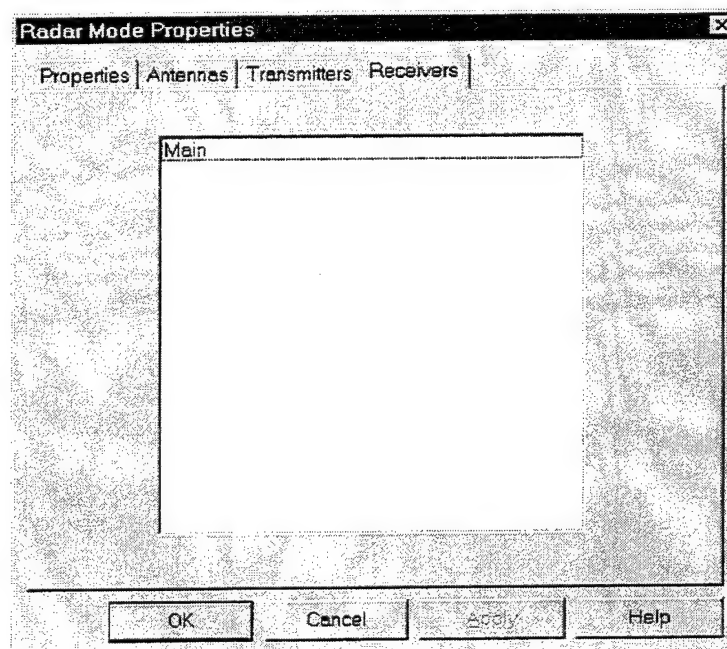 Radar Mode Properties
Properties Antennas Transmitters Receivers
Main
OK Cancel Apply Help